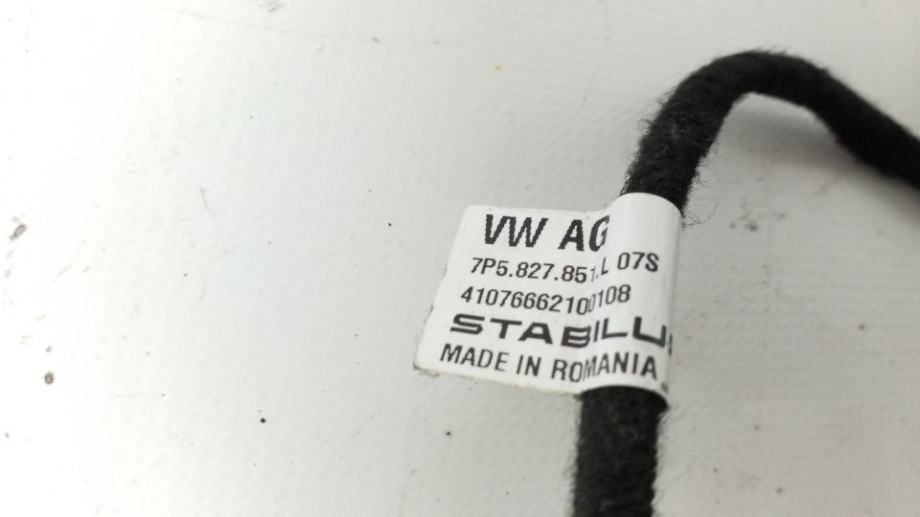 VW AG
7P5.827.851.L 07S
41076662100108
STABILU
MADE IN ROMANIA